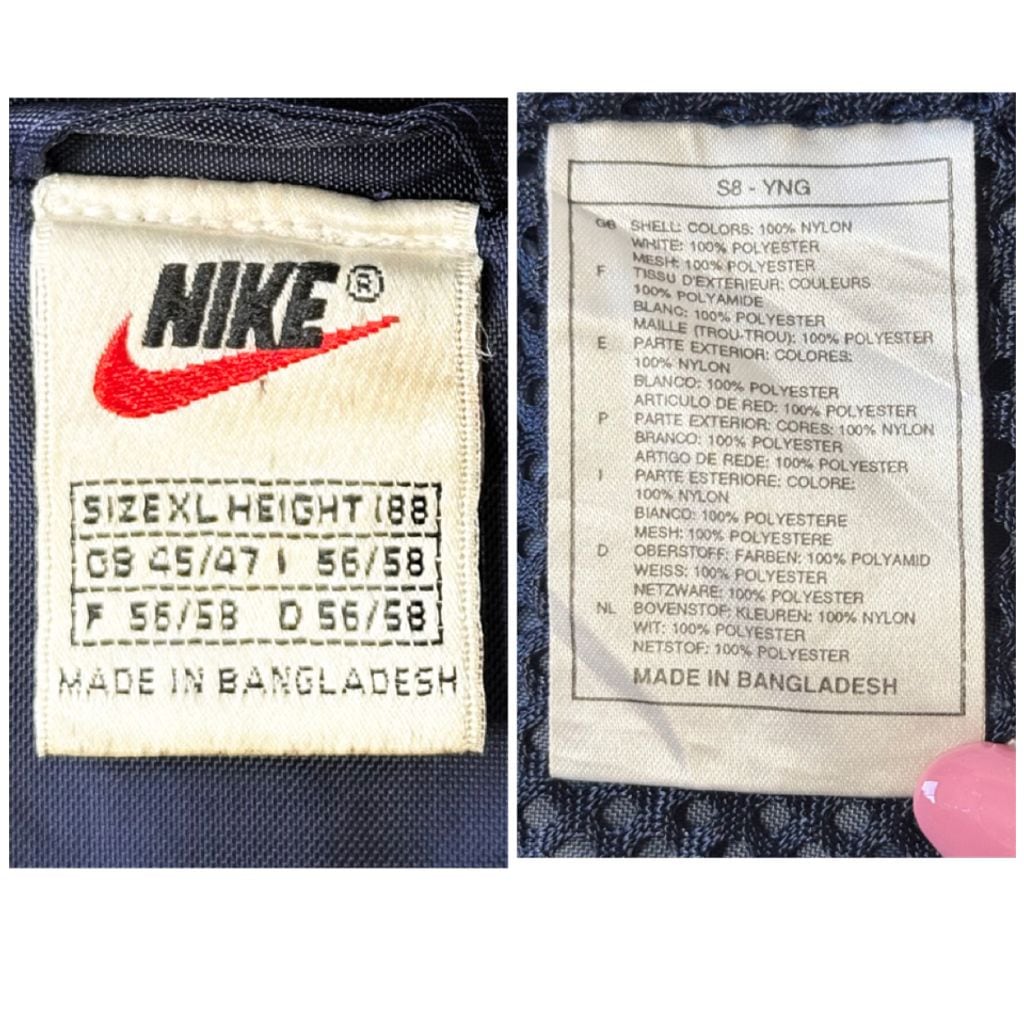 NIKE®
SIZE XL HEIGHT 188
GB 45/47 I 56/58
F 56/58 D 56/58
MADE IN BANGLADESH
S8 - YNG
GB SHELL: COLORS: 100% NYLON
WHITE: 100% POLYESTER
MESH: 100% POLYESTER
F TISSU D'EXTERIEUR: COULEURS
100% POLYAMIDE
BLANC: 100% POLYESTER
MAILLE (TROU-TROU): 100% POLYESTER
E PARTE EXTERIOR: COLORES:
100% NYLON
BLANCO: 100% POLYESTER
ARTICULO DE RED: 100% POLYESTER
P PARTE EXTERIOR: CORES: 100% NYLON
BRANCO: 100% POLYESTER
ARTIGO DE REDE: 100% POLYESTER
I PARTE ESTERIORE: COLORE:
100% NYLON
BIANCO: 100% POLYESTERE
MESH: 100% POLYESTERE
D OBERSTOFF: FARBEN: 100% POLYAMID
WEISS: 100% POLYESTER
NETZWARE: 100% POLYESTER
NL BOVENSTOF: KLEUREN: 100% NYLON
WIT: 100% POLYESTER
NETSTOF: 100% POLYESTER
MADE IN BANGLADESH